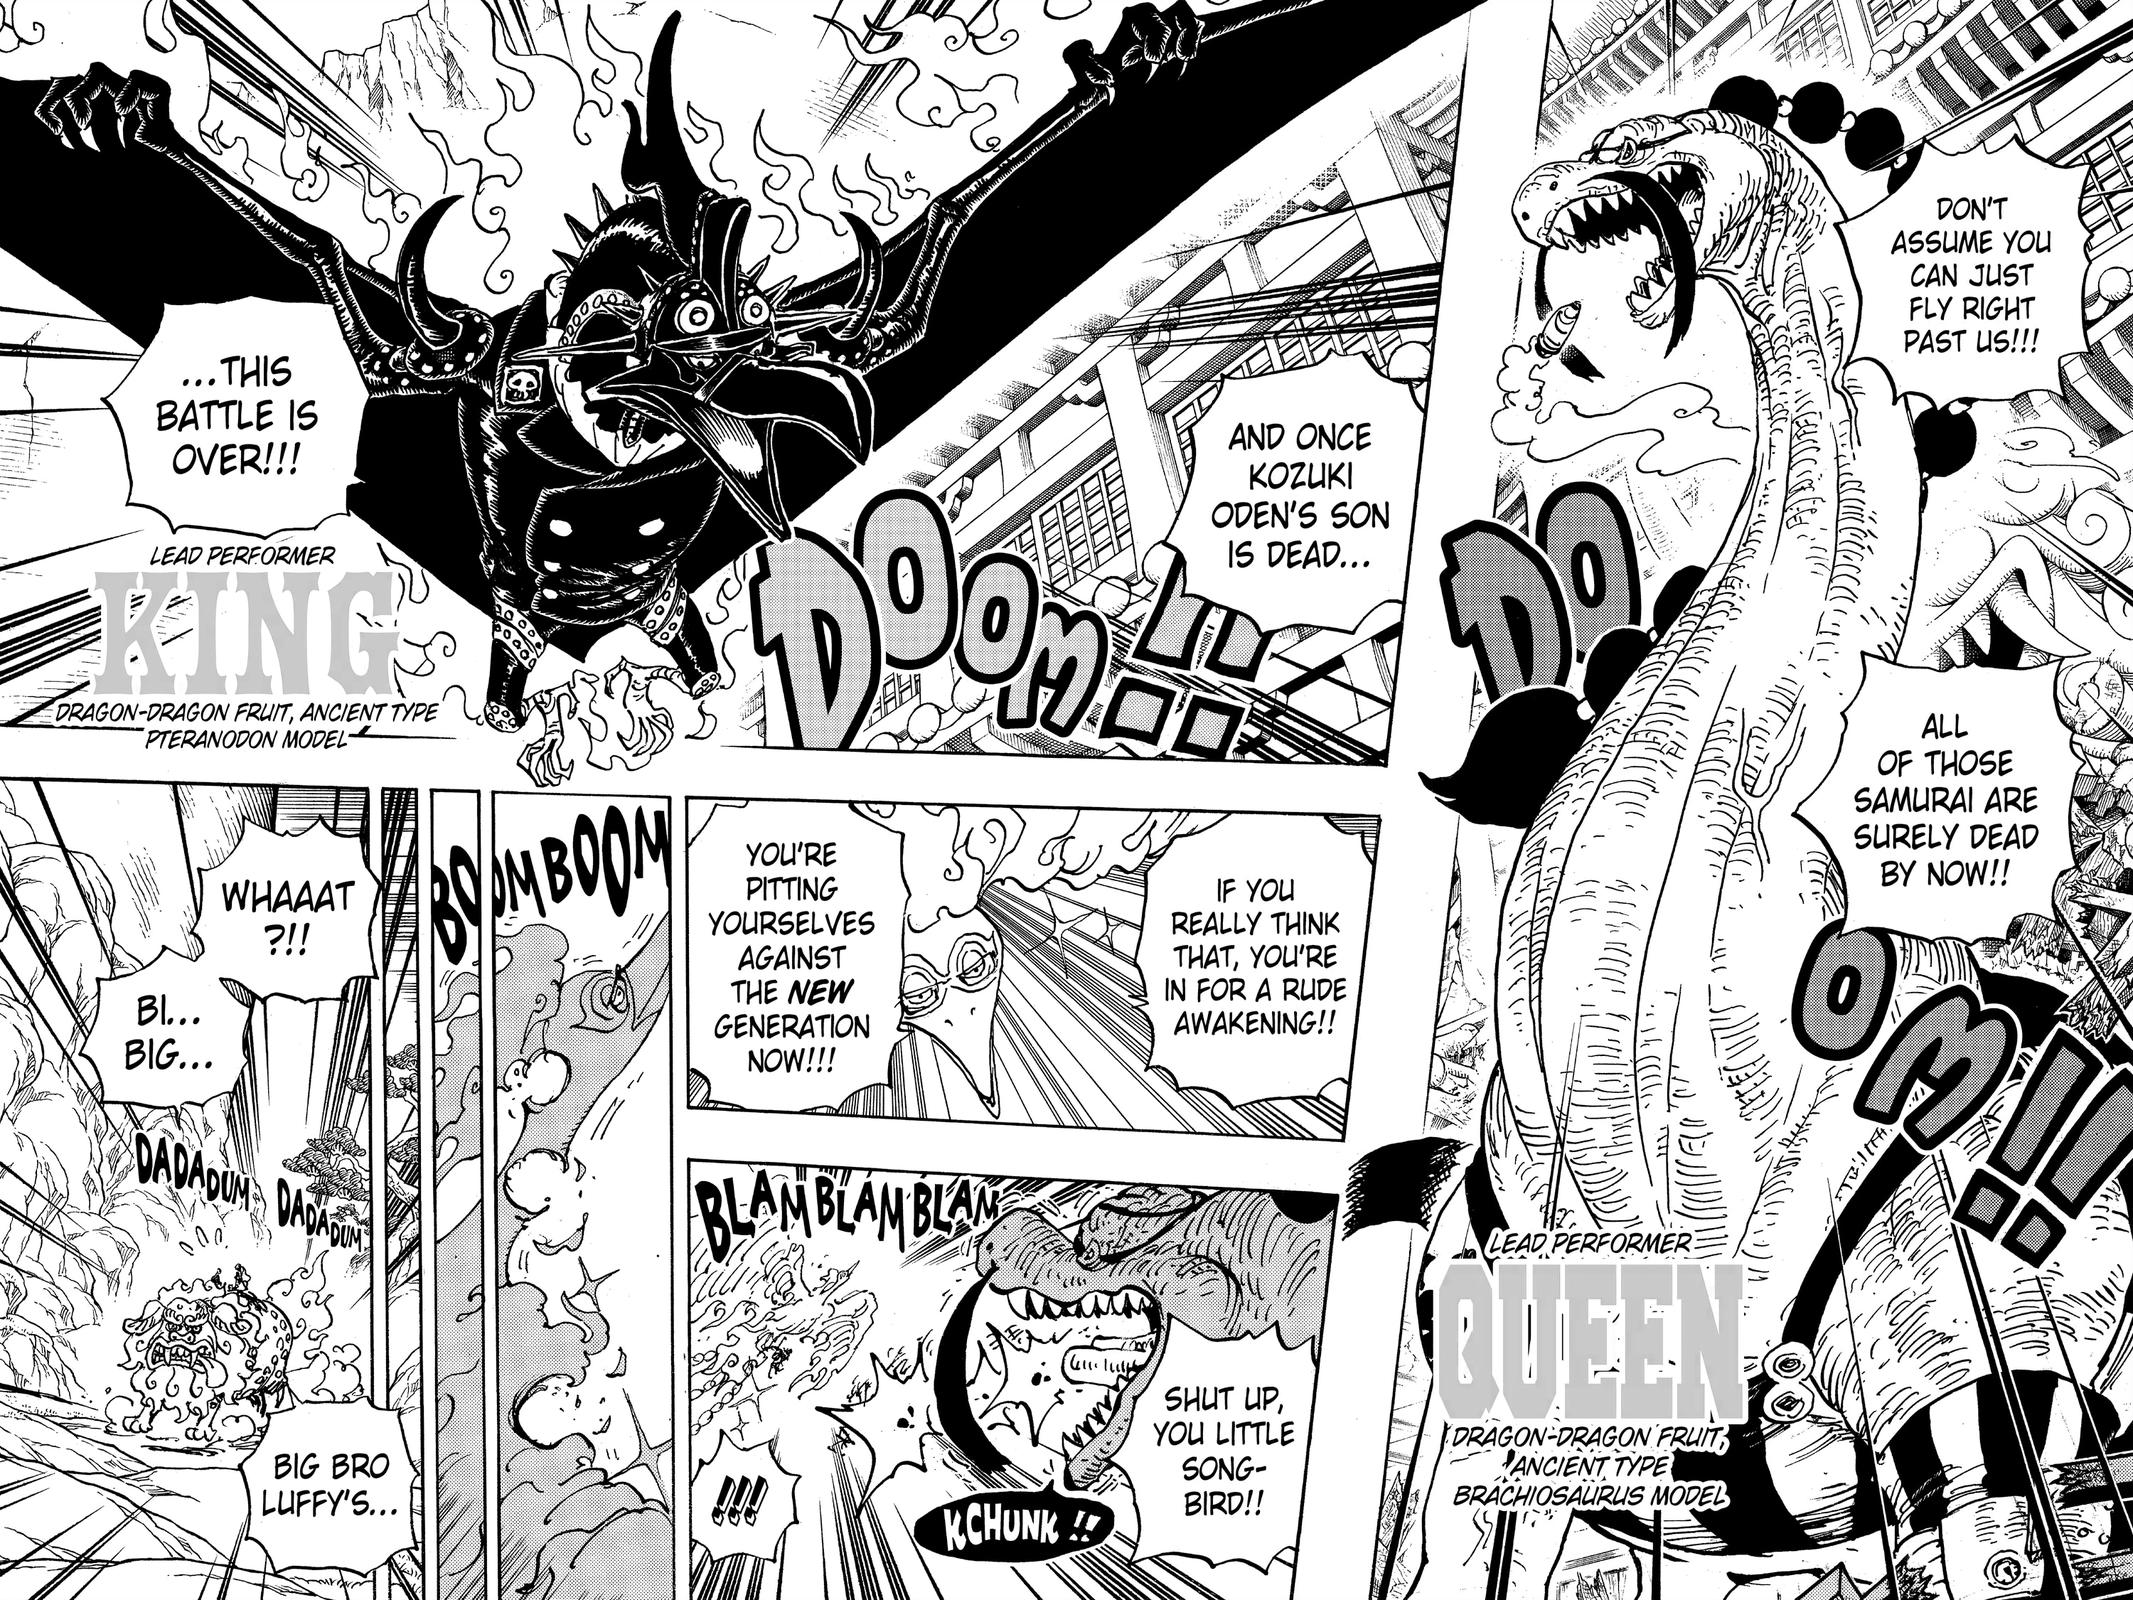 DON'T
ASSUME YOU
CAN JUST
FLY RIGHT
PAST US!!!
ALL
OF THOSE
SAMURAI ARE
SURELY DEAD
BY NOW!!
DOOM!!
LEAD PERFORMER
QUEEN
DRAGON-DRAGON FRUIT,
ANCIENT TYPE
BRACHIOSAURUS MODEL
AND ONCE
KOZUKI
ODEN'S SON
IS DEAD...
DOOM!!
...THIS
BATTLE IS
OVER!!!
LEAD PERFORMER
KING
DRAGON-DRAGON FRUIT, ANCIENT TYPE
PTERANODON MODEL
IF YOU
REALLY THINK
THAT, YOU'RE
IN FOR A RUDE
AWAKENING!!
YOU'RE
PITTING
YOURSELVES
AGAINST
THE NEW
GENERATION
NOW!!!
BLAM BLAM BLAM
SHUT UP,
YOU LITTLE
SONG-
BIRD!!
KCHUNK!!
!!!
BOOM BOOM
WHAAAT
?!!
BI...
BIG...
DADADUM
DADADUM
BIG BRO
LUFFY'S...